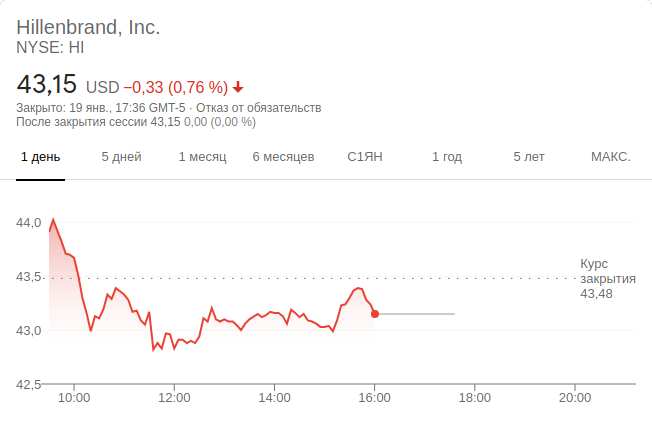 Hillenbrand, Inc.
NYSE: HI
43,15 USD −0,33 (0,76 %)
Закрыто: 19 янв., 17:36 GMT-5 · Отказ от обязательств
После закрытия сессии 43,15 0,00 (0,00 %)
1 день 5 дней 1 месяц 6 месяцев С1ЯН 1 год 5 лет МАКС.
44,0
43,5
43,0
42,5
Курс
закрытия
43,48
10:00 12:00 14:00 16:00 18:00 20:00